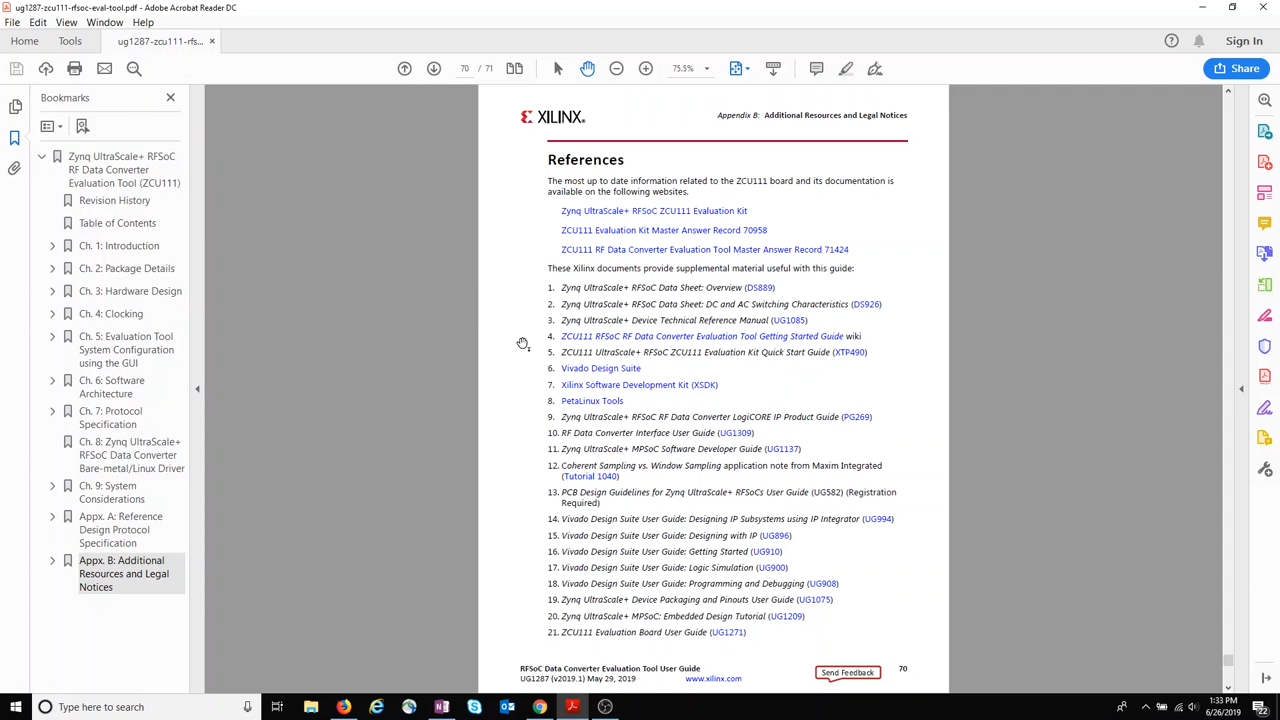 ug1287-zcu111-rfsoc-eval-tool.pdf - Adobe Acrobat Reader DC
File Edit View Window Help
Home Tools ug1287-zcu111-rfs... × Sign In
70 / 71 75.5% Share
Bookmarks
Zynq UltraScale+ RFSoC
RF Data Converter
Evaluation Tool (ZCU111)
Revision History
Table of Contents
Ch. 1: Introduction
Ch. 2: Package Details
Ch. 3: Hardware Design
Ch. 4: Clocking
Ch. 5: Evaluation Tool
System Configuration
using the GUI
Ch. 6: Software
Architecture
Ch. 7: Protocol
Specification
Ch. 8: Zynq UltraScale+
RFSoC Data Converter
Bare-metal/Linux Driver
Ch. 9: System
Considerations
Appx. A: Reference
Design Protocol
Specification
Appx. B: Additional
Resources and Legal
Notices
XILINX®
Appendix B: Additional Resources and Legal Notices
References
The most up to date information related to the ZCU111 board and its documentation is
available on the following websites.
Zynq UltraScale+ RFSoC ZCU111 Evaluation Kit
ZCU111 Evaluation Kit Master Answer Record 70958
ZCU111 RF Data Converter Evaluation Tool Master Answer Record 71424
These Xilinx documents provide supplemental material useful with this guide:
1. Zynq UltraScale+ RFSoC Data Sheet: Overview (DS889)
2. Zynq UltraScale+ RFSoC Data Sheet: DC and AC Switching Characteristics (DS926)
3. Zynq UltraScale+ Device Technical Reference Manual (UG1085)
4. ZCU111 RFSoC RF Data Converter Evaluation Tool Getting Started Guide wiki
5. ZCU111 UltraScale+ RFSoC ZCU111 Evaluation Kit Quick Start Guide (XTP490)
6. Vivado Design Suite
7. Xilinx Software Development Kit (XSDK)
8. PetaLinux Tools
9. Zynq UltraScale+ RFSoC RF Data Converter LogiCORE IP Product Guide (PG269)
10. RF Data Converter Interface User Guide (UG1309)
11. Zynq UltraScale+ MPSoC Software Developer Guide (UG1137)
12. Coherent Sampling vs. Window Sampling application note from Maxim Integrated
(Tutorial 1040)
13. PCB Design Guidelines for Zynq UltraScale+ RFSoCs User Guide (UG582) (Registration
Required)
14. Vivado Design Suite User Guide: Designing IP Subsystems using IP Integrator (UG994)
15. Vivado Design Suite User Guide: Designing with IP (UG896)
16. Vivado Design Suite User Guide: Getting Started (UG910)
17. Vivado Design Suite User Guide: Logic Simulation (UG900)
18. Vivado Design Suite User Guide: Programming and Debugging (UG908)
19. Zynq UltraScale+ Device Packaging and Pinouts User Guide (UG1075)
20. Zynq UltraScale+ MPSoC: Embedded Design Tutorial (UG1209)
21. ZCU111 Evaluation Board User Guide (UG1271)
RFSoC Data Converter Evaluation Tool User Guide
UG1287 (v2019.1) May 29, 2019 www.xilinx.com
Send Feedback
70
Type here to search
1:33 PM
6/26/2019
22